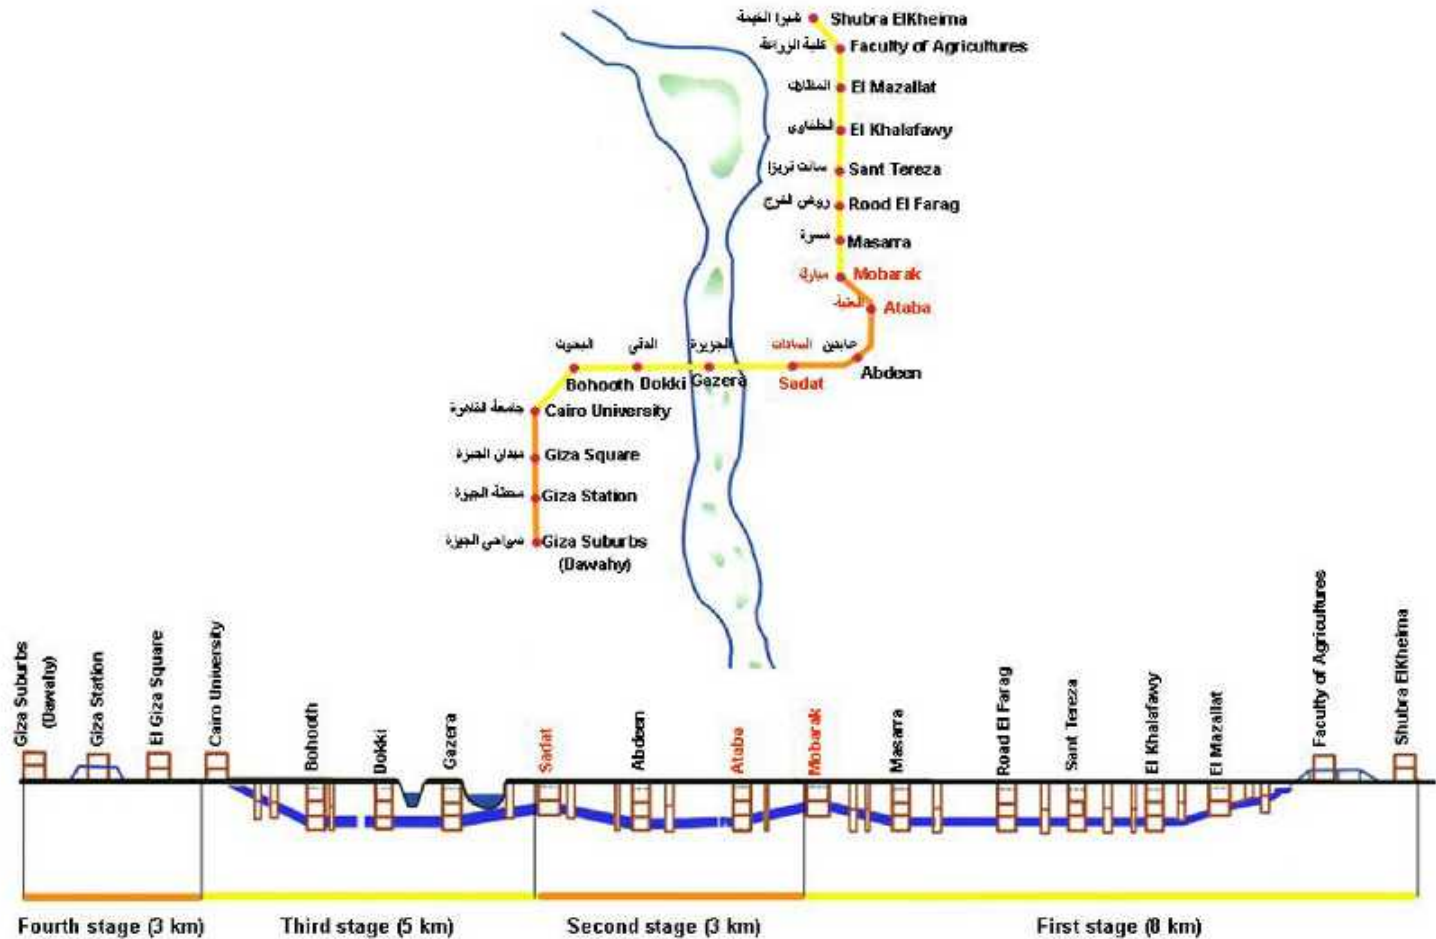 شبرا الخيمة Shubra ElKheima
كلية الزراعة Faculty of Agricultures
المظلات El Mazallat
الخلفاوى El Khalafawy
سانت تريزا Sant Tereza
روض الفرج Rood El Farag
مسرة Masarra
مبارك Mobarak
العتبة Ataba
البحوث الدقي الجزيرة السادات عابدين
Bohooth Dokki Gazera Sadat Abdeen
جامعة القاهرة Cairo University
ميدان الجيزة Giza Square
محطة الجيزة Giza Station
ضواحي الجيزة Giza Suburbs
(Dawahy)
Giza Suburbs
(Dawahy)
Giza Station
El Giza Square
Cairo University
Bohooth
Dokki
Gazera
Sadat
Abdeen
Ataba
Mobarak
Masarra
Road El Farag
Sant Tereza
El Khalafawy
El Mazallat
Faculty of Agricultures
Shubra ElKheima
Fourth stage (3 km) Third stage (5 km) Second stage (3 km) First stage (8 km)